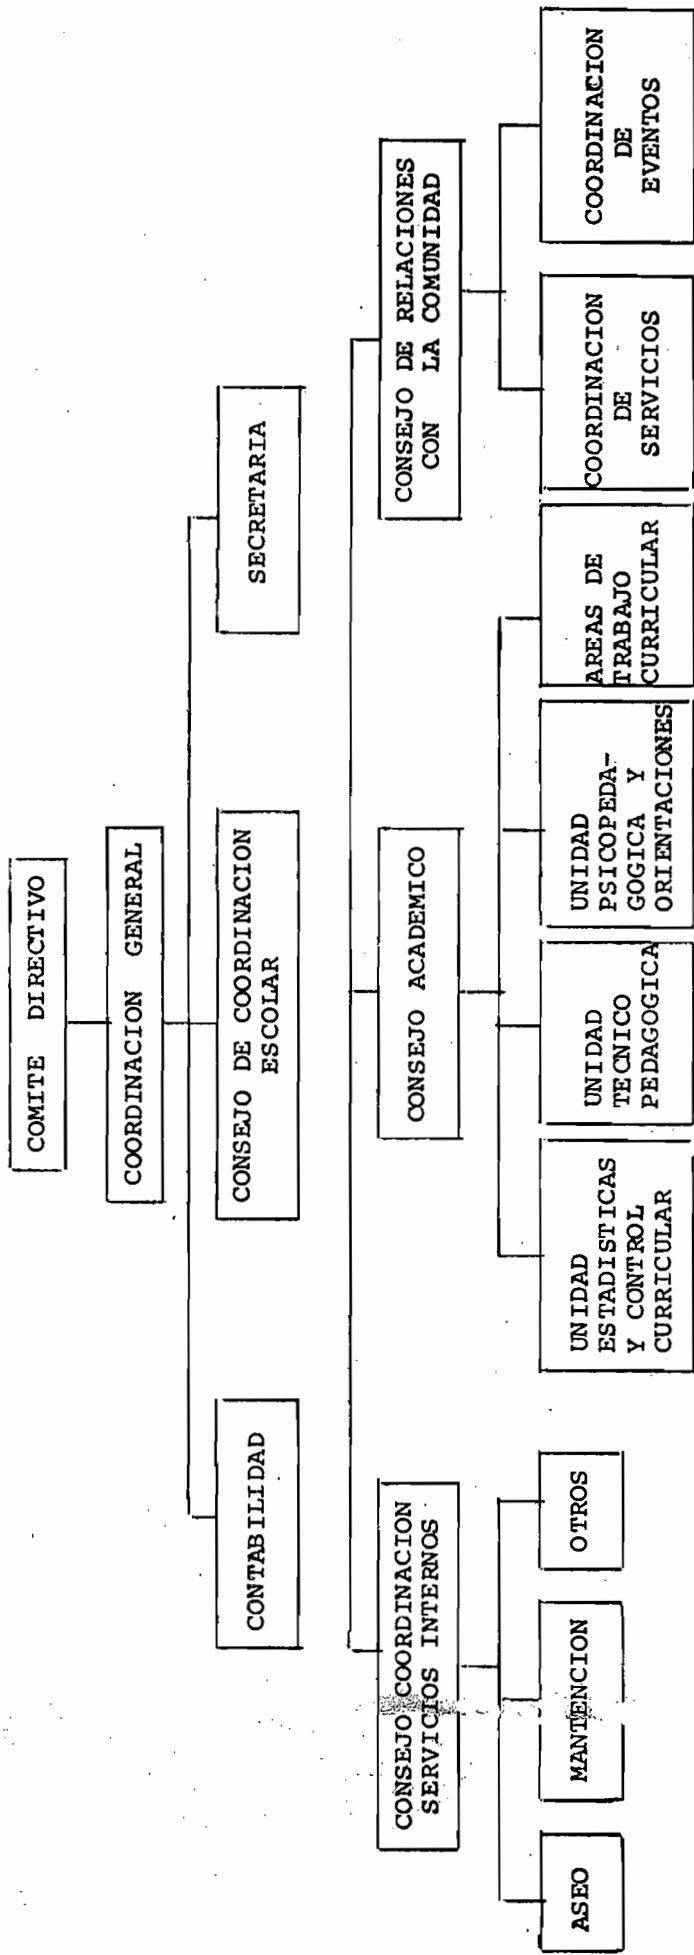 COMITE DIRECTIVO
COORDINACION GENERAL
CONTABILIDAD
CONSEJO DE COORDINACION
ESCOLAR
SECRETARIA
CONSEJO COORDINACION
SERVICIOS INTERNOS
CONSEJO ACADEMICO
CONSEJO DE RELACIONES
CON LA COMUNIDAD
ASEO
MANTENCION
OTROS
UNIDAD
ESTADISTICAS
Y CONTROL
CURRICULAR
UNIDAD
TECNICO
PEDAGOGICA
UNIDAD
PSICOPEDA-
GOGICA Y
ORIENTACIONES
AREAS DE
TRABAJO
CURRICULAR
COORDINACION
DE
SERVICIOS
COORDINACION
DE
EVENTOS